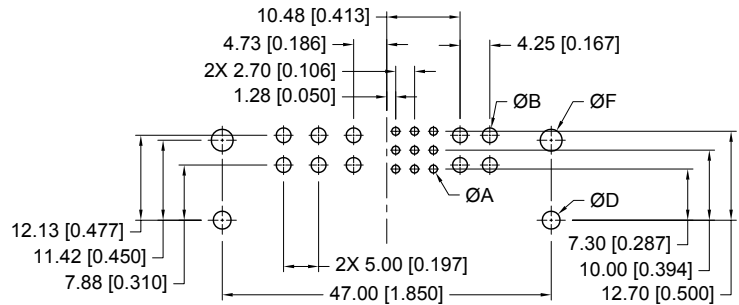 10.48 [0.413]
4.73 [0.186]
4.25 [0.167]
2X 2.70 [0.106]
1.28 [0.050]
ØB
ØF
ØA
ØD
12.13 [0.477]
11.42 [0.450]
7.88 [0.310]
2X 5.00 [0.197]
47.00 [1.850]
7.30 [0.287]
10.00 [0.394]
12.70 [0.500]